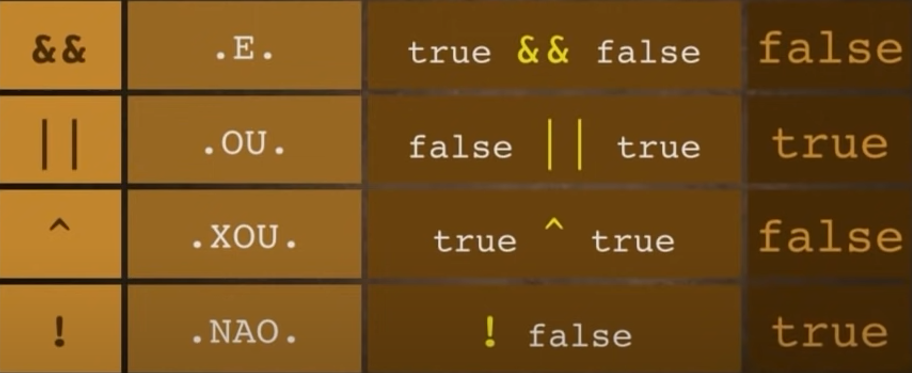 && .E. true && false false
|| .OU. false || true true
^ .XOU. true ^ true false
! .NAO. ! false true